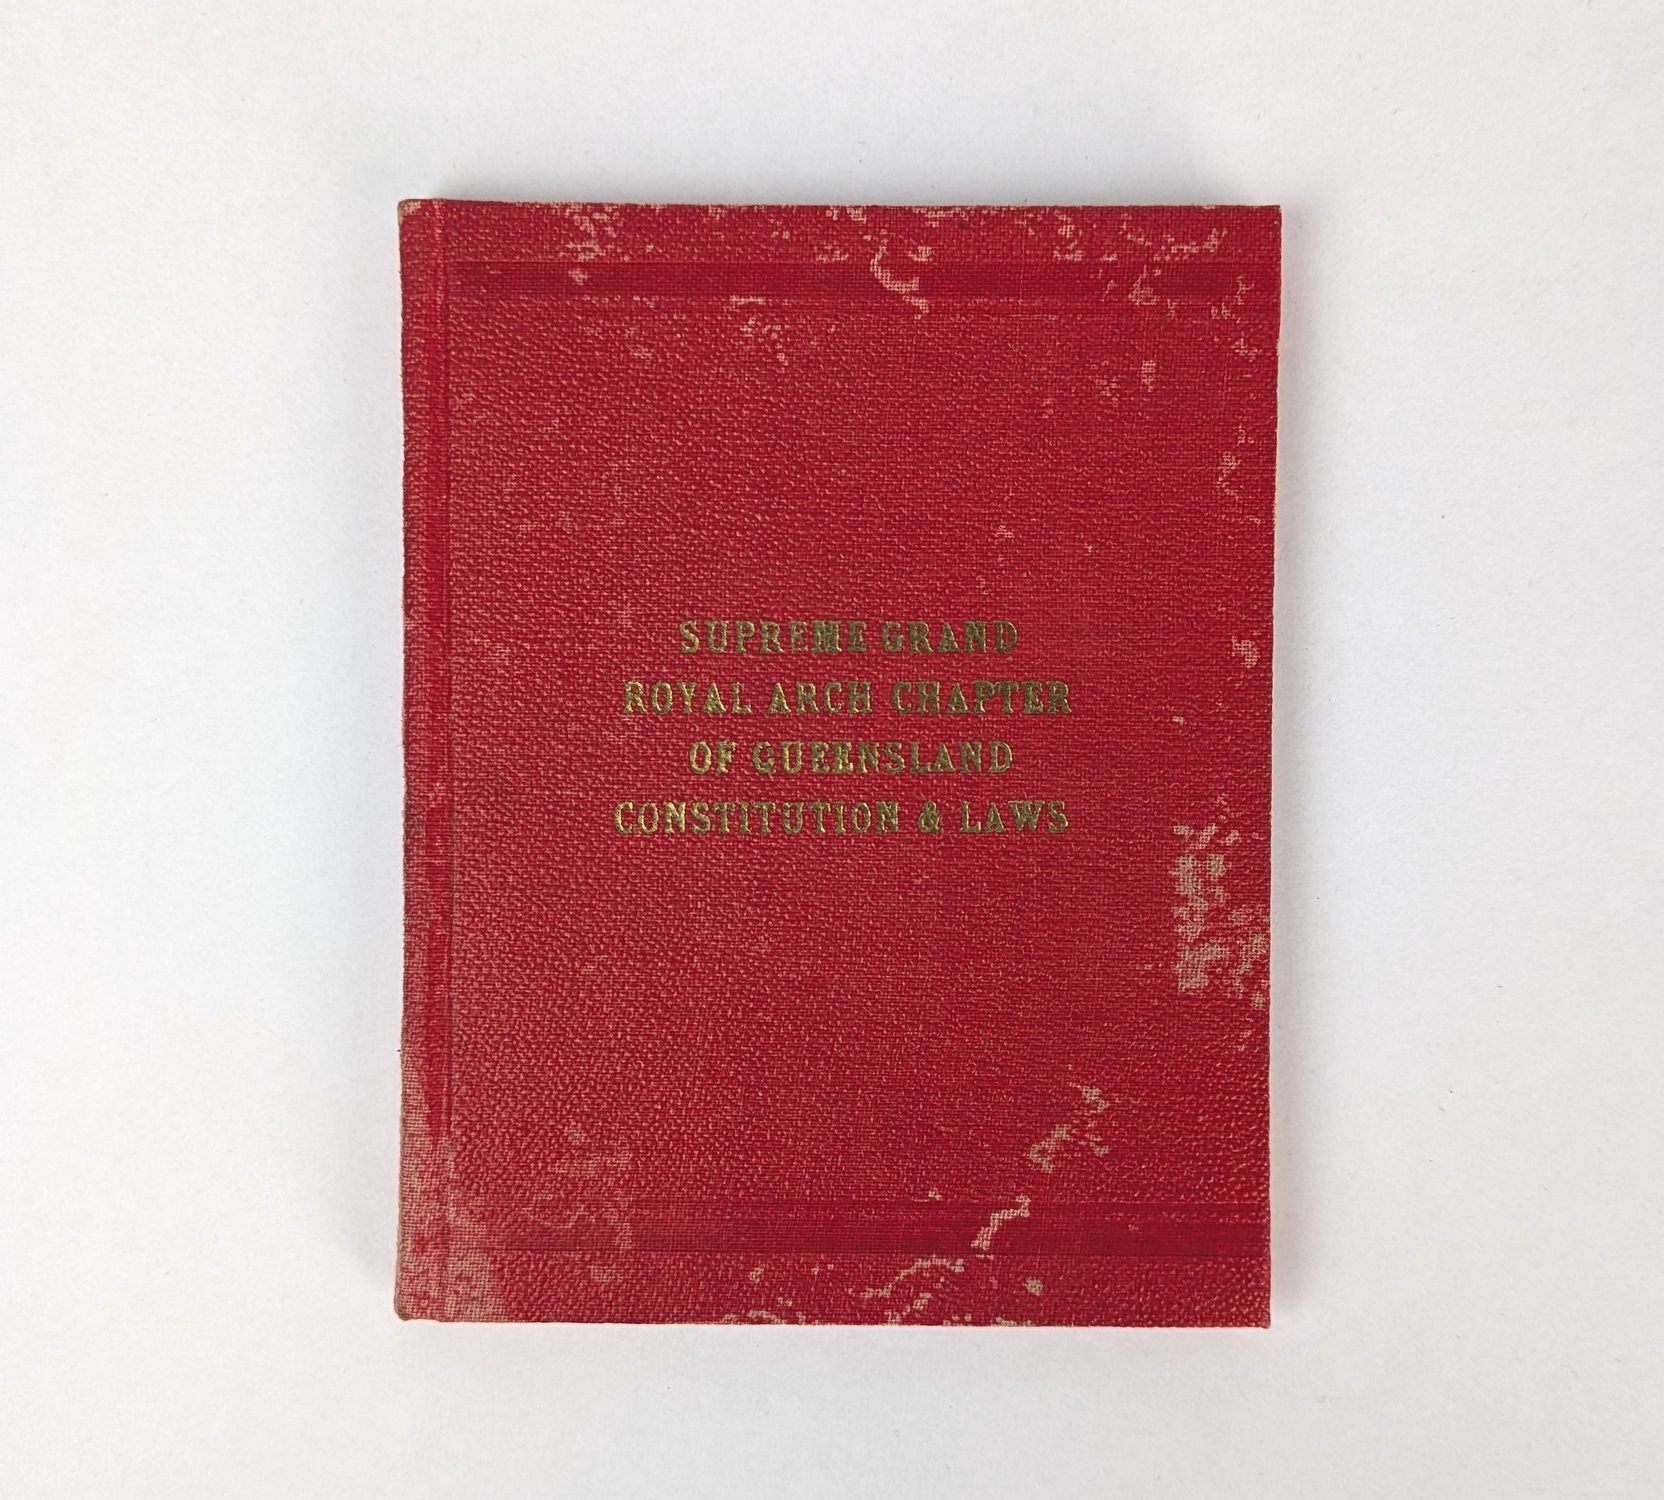 SUPREME GRAND
ROYAL ARCH CHAPTER
OF QUEENSLAND
CONSTITUTION & LAWS